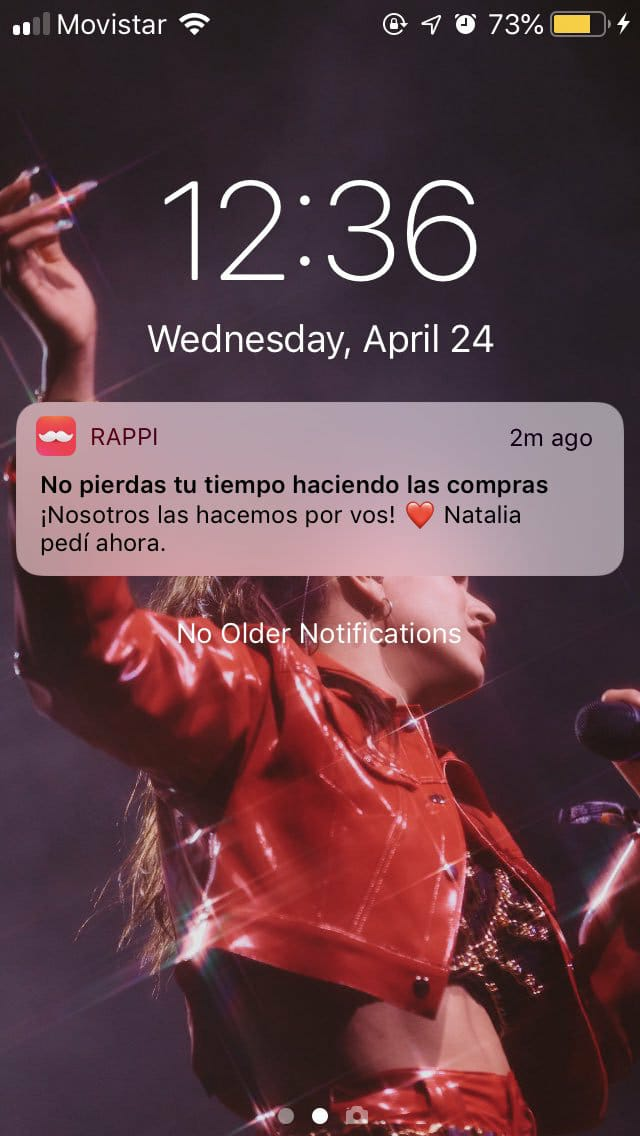 Movistar 73%
12:36
Wednesday, April 24
RAPPI 2m ago
No pierdas tu tiempo haciendo las compras
¡Nosotros las hacemos por vos! ❤️ Natalia
pedí ahora.
No Older Notifications